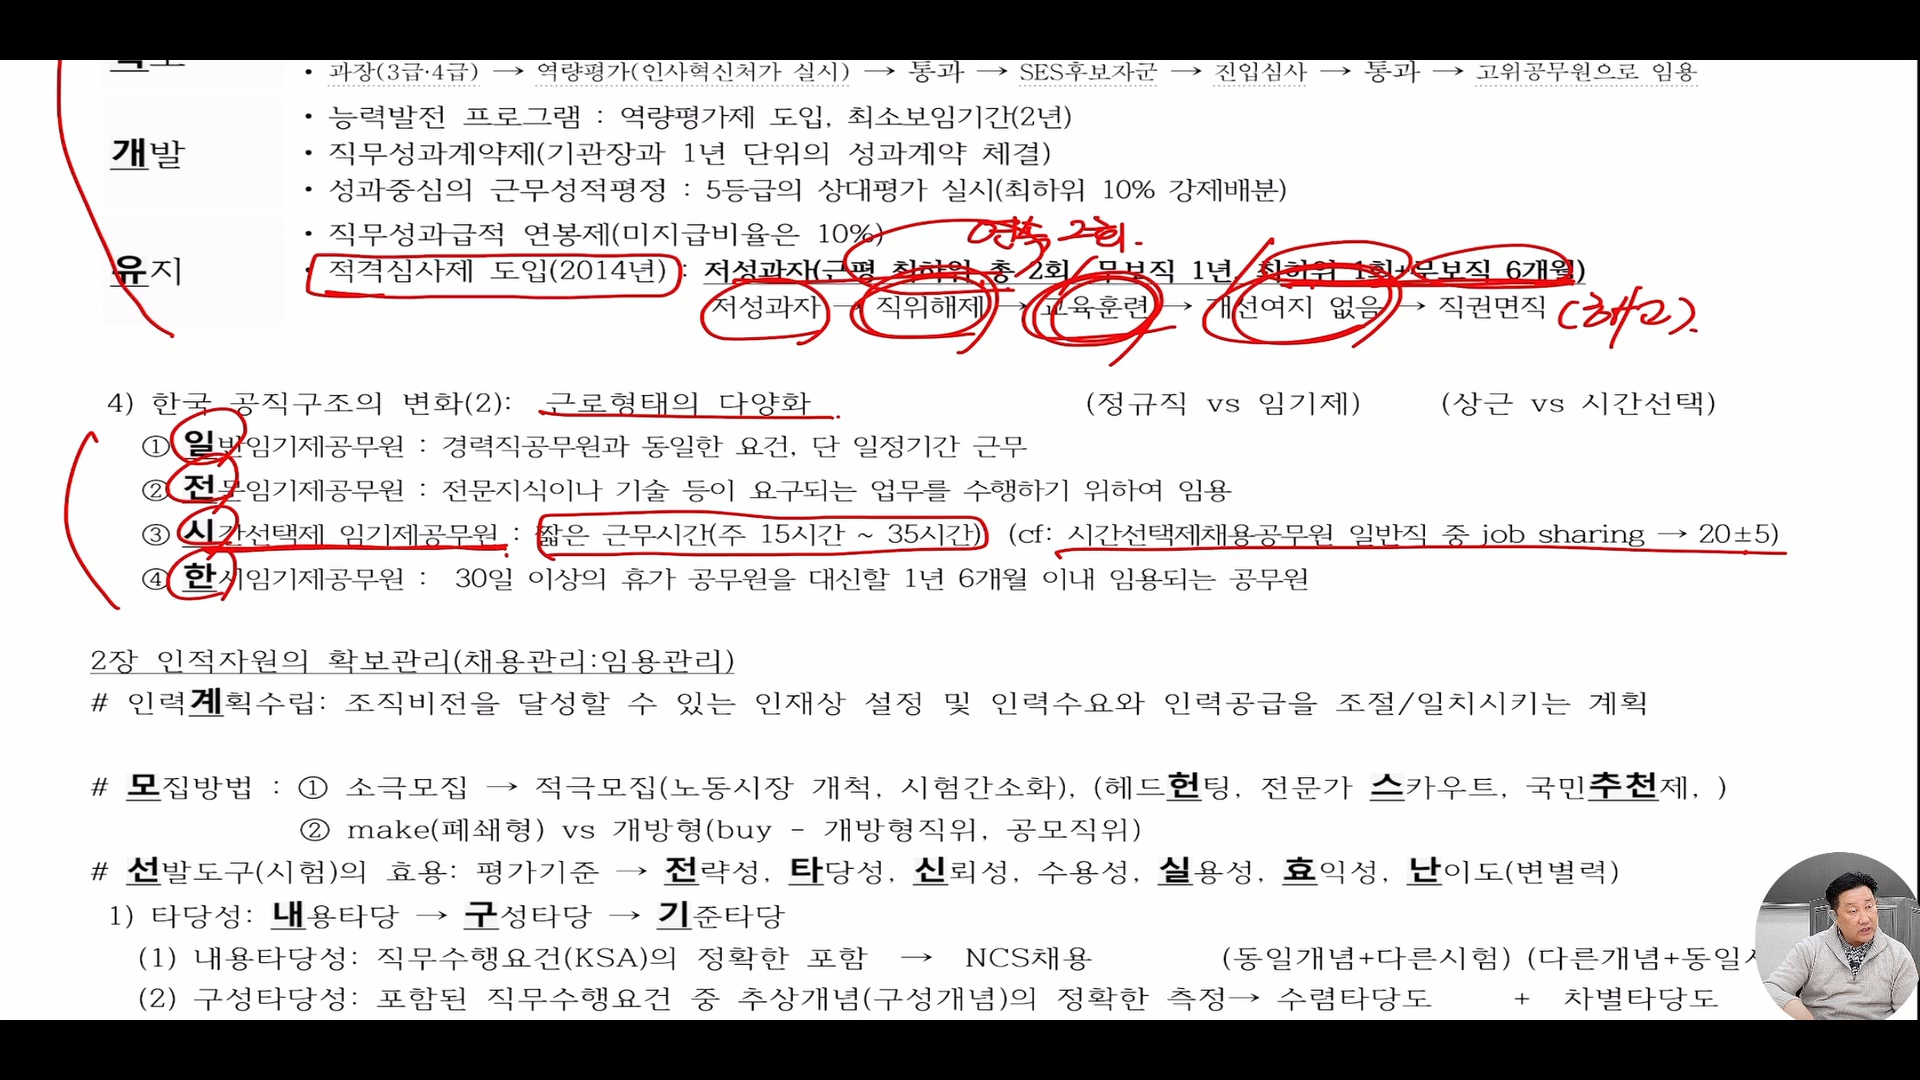 • 과장(3급·4급) → 역량평가(인사혁신처가 실시) → 통과 → SES후보자군 → 진입심사 → 통과 → 고위공무원으로 임용
개발
• 능력발전 프로그램 : 역량평가제 도입, 최소보임기간(2년)
• 직무성과계약제(기관장과 1년 단위의 성과계약 체결)
• 성과중심의 근무성적평정 : 5등급의 상대평가 실시(최하위 10% 강제배분)
유지
• 직무성과급적 연봉제(미지급비율은 10%)
연속 2회.
• 적격심사제 도입(2014년) : 저성과자(근평 최하위 총 2회, 무보직 1년, 최하위 1회+무보직 6개월)
저성과자 → 직위해제 → 교육훈련 → 개선여지 없음 → 직권면직 (해고).
4) 한국 공직구조의 변화(2): 근로형태의 다양화 (정규직 vs 임기제) (상근 vs 시간선택)
① 일반임기제공무원 : 경력직공무원과 동일한 요건, 단 일정기간 근무
② 전문임기제공무원 : 전문지식이나 기술 등이 요구되는 업무를 수행하기 위하여 임용
③ 시간선택제 임기제공무원 : 짧은 근무시간(주 15시간 ~ 35시간) (cf: 시간선택제채용공무원 일반직 중 job sharing → 20±5)
④ 한시임기제공무원 : 30일 이상의 휴가 공무원을 대신할 1년 6개월 이내 임용되는 공무원
2장 인적자원의 확보관리(채용관리:임용관리)
# 인력계획수립: 조직비전을 달성할 수 있는 인재상 설정 및 인력수요와 인력공급을 조절/일치시키는 계획
# 모집방법 : ① 소극모집 → 적극모집(노동시장 개척, 시험간소화), (헤드헌팅, 전문가 스카우트, 국민추천제, )
② make(폐쇄형) vs 개방형(buy - 개방형직위, 공모직위)
# 선발도구(시험)의 효용: 평가기준 → 전략성, 타당성, 신뢰성, 수용성, 실용성, 효익성, 난이도(변별력)
1) 타당성: 내용타당 → 구성타당 → 기준타당
(1) 내용타당성: 직무수행요건(KSA)의 정확한 포함 → NCS채용 (동일개념+다른시험) (다른개념+동일
(2) 구성타당성: 포함된 직무수행요건 중 추상개념(구성개념)의 정확한 측정→ 수렴타당도 + 차별타당도